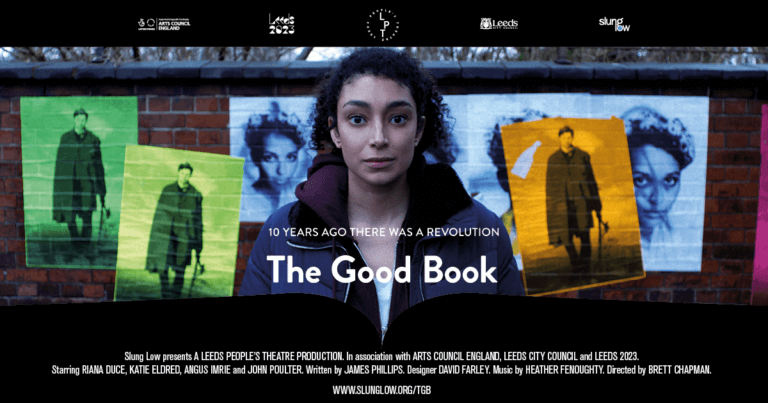 ARTS COUNCIL
ENGLAND
Leeds
2023
LPT
Leeds
CITY COUNCIL
slung
low
10 YEARS AGO THERE WAS A REVOLUTION
The Good Book
Slung Low presents A LEEDS PEOPLE'S THEATRE PRODUCTION. In association with ARTS COUNCIL ENGLAND, LEEDS CITY COUNCIL and LEEDS 2023.
Starring RIANA DUCE, KATIE ELDRED, ANGUS IMRIE and JOHN POULTER. Written by JAMES PHILLIPS. Designer DAVID FARLEY. Music by HEATHER FENOUGHTY. Directed by BRETT CHAPMAN.
WWW.SLUNGLOW.ORG/TGB